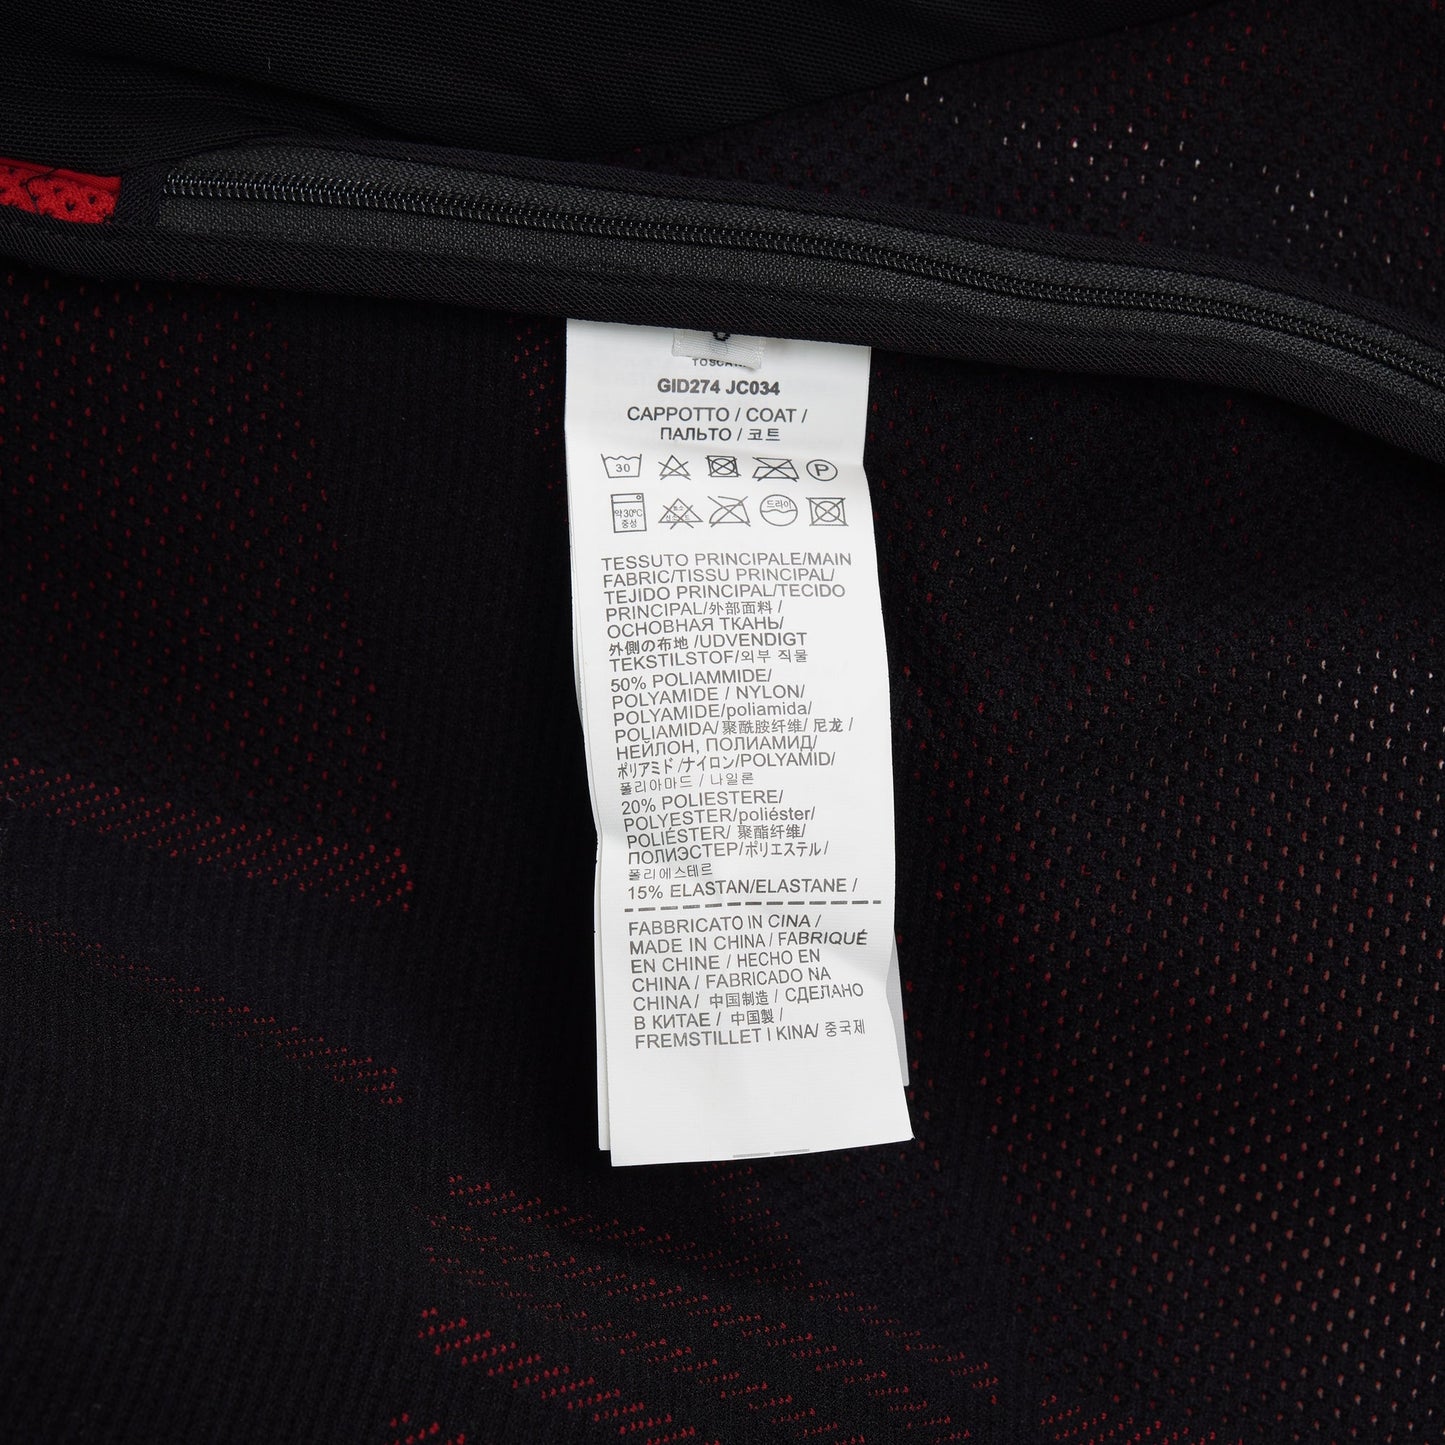 GID274 JC034
CAPPOTTO / COAT /
ПАЛЬТО / 코트
30
P
약30℃
중성
드라이
TESSUTO PRINCIPALE/MAIN
FABRIC/TISSU PRINCIPAL/
TEJIDO PRINCIPAL/TECIDO
PRINCIPAL/外部面料 /
ОСНОВНАЯ ТКАНЬ/
外側の布地 /UDVENDIGT
TEKSTILSTOF/외부 직물
50% POLIAMMIDE/
POLYAMIDE / NYLON/
POLYAMIDE/poliamida/
POLIAMIDA/聚酰胺纤维/ 尼龙 /
НЕЙЛОН, ПОЛИАМИД/
ポリアミド /ナイロン/POLYAMID/
폴리아마드 / 나일론
20% POLIESTERE/
POLYESTER/poliéster/
POLIÉSTER/ 聚酯纤维/
ПОЛИЭСТЕР/ポリエステル /
폴리에스테르
15% ELASTAN/ELASTANE /
FABBRICATO IN CINA /
MADE IN CHINA / FABRIQUÉ
EN CHINE / HECHO EN
CHINA / FABRICADO NA
CHINA / 中国制造 / СДЕЛАНО
В КИТАЕ / 中国製 /
FREMSTILLET I KINA/ 중국제